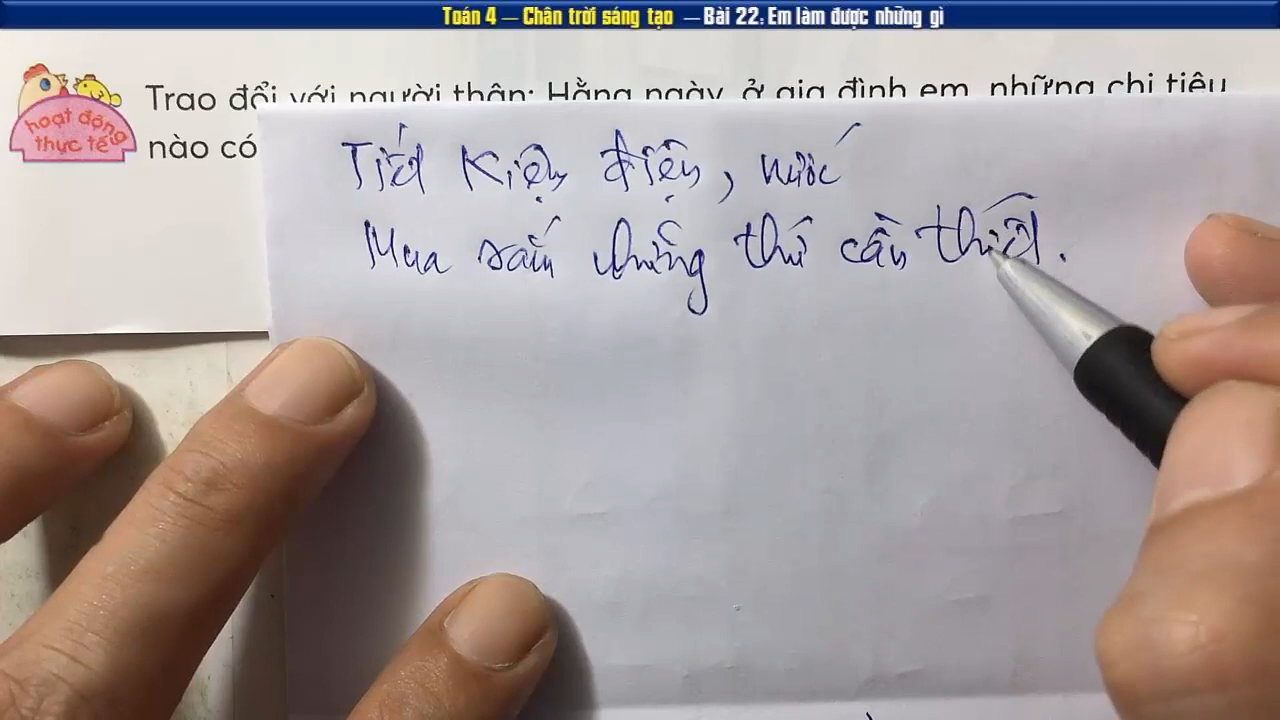 Toán 4 – Chân trời sáng tạo – Bài 22: Em làm được những gì
hoạt động
thực tế
Trao đổi với người thân: Hằng ngày, ở gia đình em, những chi tiêu
nào có
Tiết kiệm điện, nước
Mua sắm những thứ cần thiết.